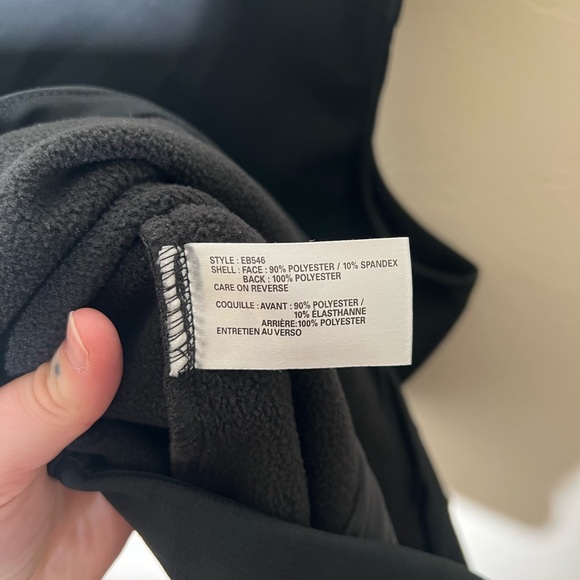 STYLE : EB546
SHELL : FACE : 90% POLYESTER / 10% SPANDEX
BACK : 100% POLYESTER
CARE ON REVERSE
COQUILLE : AVANT : 90% POLYESTER /
10% ÉLASTHANNE
ARRIÈRE:100% POLYESTER
ENTRETIEN AU VERSO